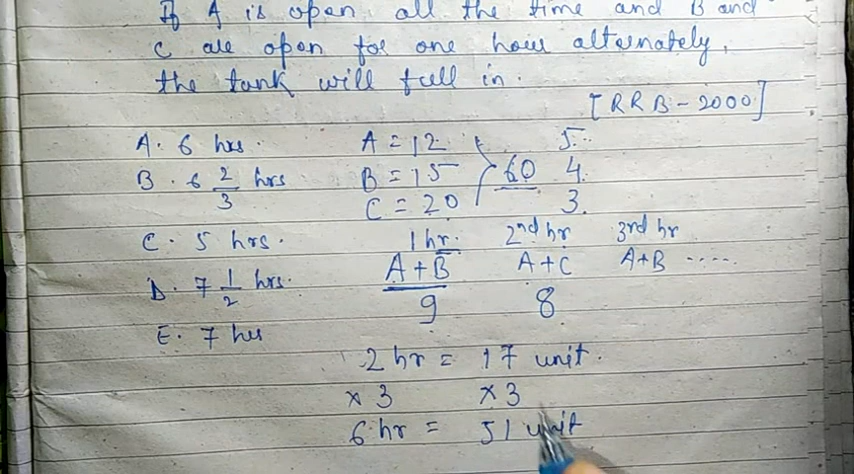 If A is open all the time and B and
C are open for one hour alternately,
the tank will full in.
[RRB-2000]
A. 6 hrs.
B. 6 2/3 hrs
C. 5 hrs.
D. 7 1/2 hrs.
E. 7 hrs
A = 12
B = 15
C = 20
60
5.
4.
3.
1 hr. 2nd hr 3rd hr
A+B A+C A+B .....
9 8
2 hr = 17 unit.
×3 ×3
6 hr = 51 unit